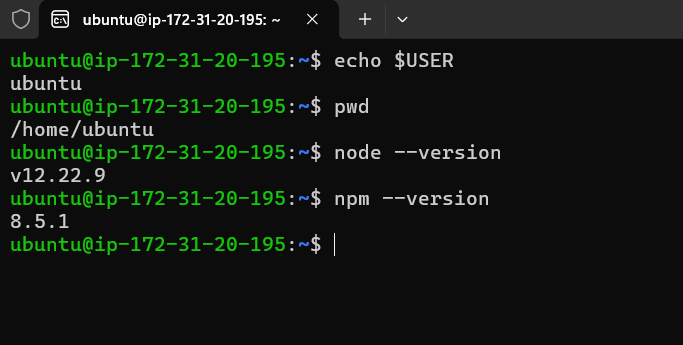 ubuntu@ip-172-31-20-195: ~
ubuntu@ip-172-31-20-195:~$ echo $USER
ubuntu
ubuntu@ip-172-31-20-195:~$ pwd
/home/ubuntu
ubuntu@ip-172-31-20-195:~$ node --version
v12.22.9
ubuntu@ip-172-31-20-195:~$ npm --version
8.5.1
ubuntu@ip-172-31-20-195:~$